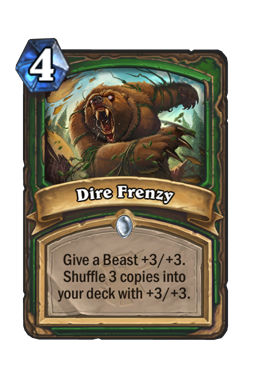 4
Dire Frenzy
Give a Beast +3/+3.
Shuffle 3 copies into
your deck with +3/+3.